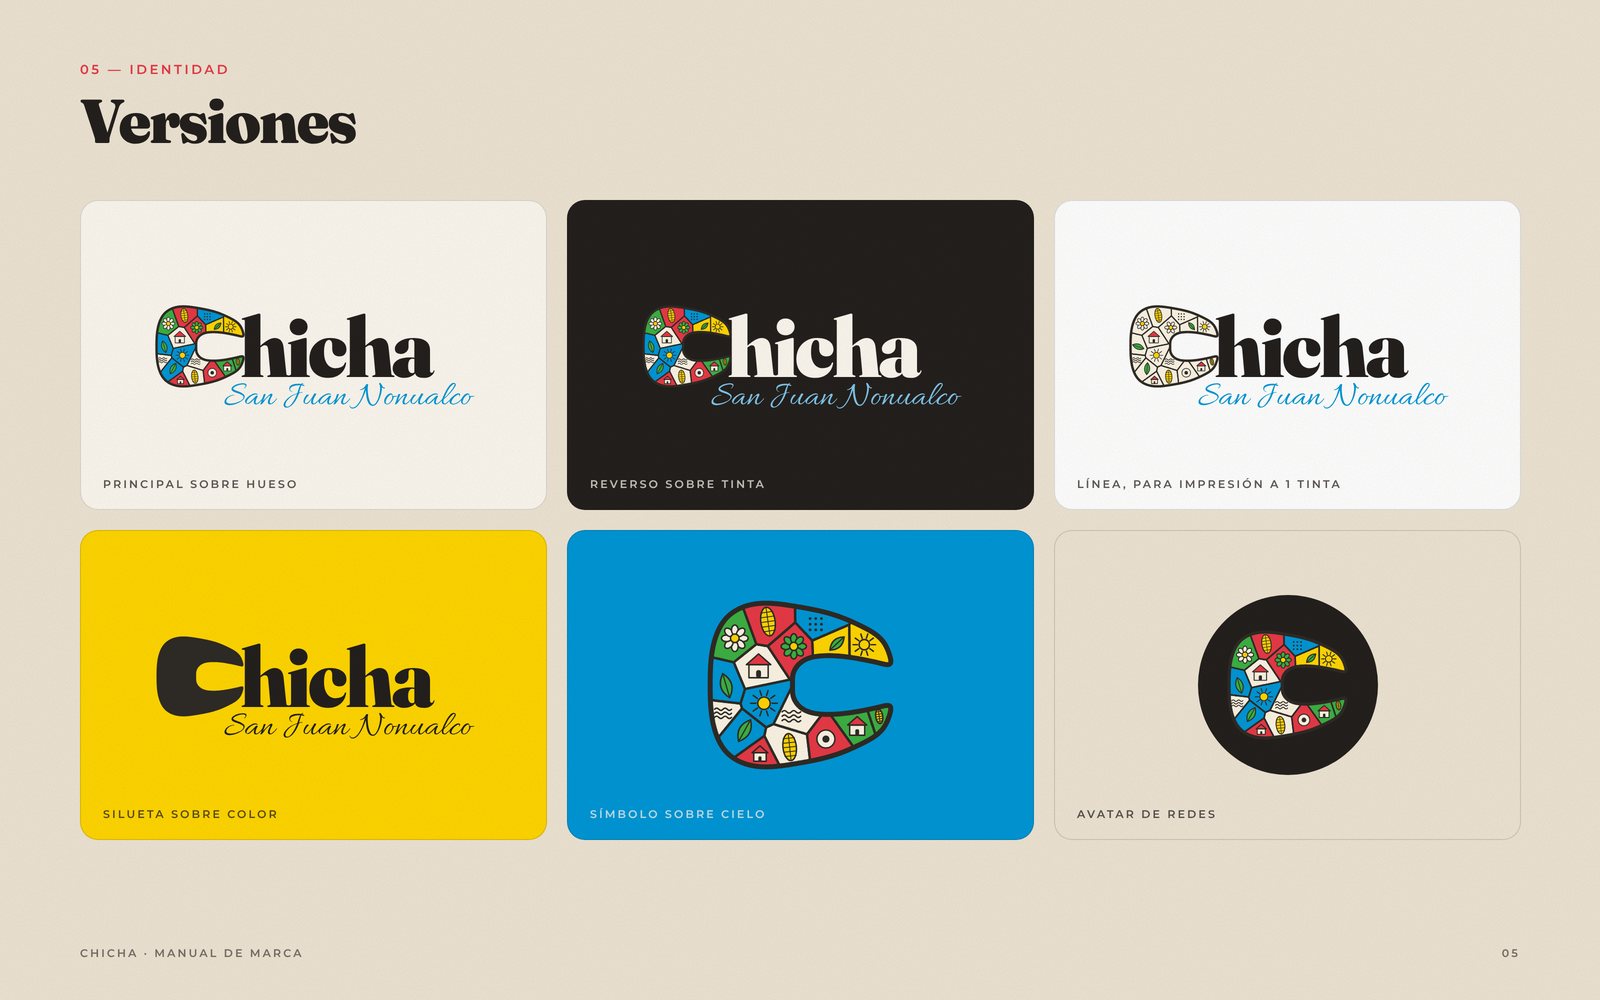 05 — IDENTIDAD
Versiones
Chicha
San Juan Nonualco
PRINCIPAL SOBRE HUESO
Chicha
San Juan Nonualco
REVERSO SOBRE TINTA
Chicha
San Juan Nonualco
LÍNEA, PARA IMPRESIÓN A 1 TINTA
Chicha
San Juan Nonualco
SILUETA SOBRE COLOR
C
SÍMBOLO SOBRE CIELO
C
AVATAR DE REDES
CHICHA · MANUAL DE MARCA
05